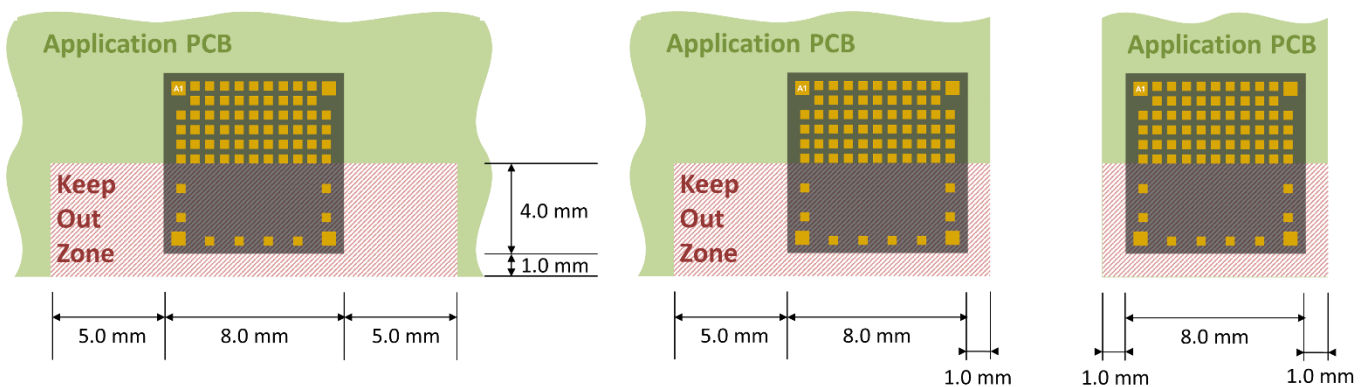 Application PCB
A1
Keep
Out
Zone
4.0 mm
1.0 mm
5.0 mm
8.0 mm
5.0 mm
Application PCB
A1
Keep
Out
Zone
5.0 mm
8.0 mm
1.0 mm
Application PCB
A1
8.0 mm
1.0 mm
1.0 mm